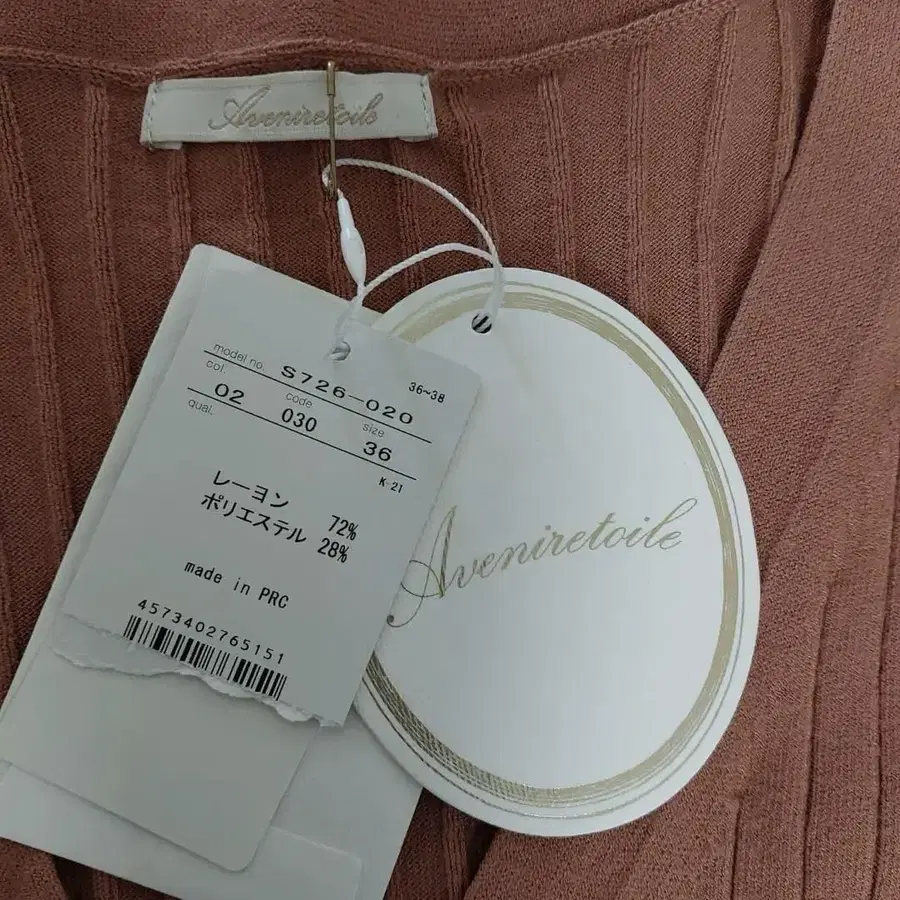 Aveniretoile
model no. S726-020 36~38
col. code size
02 030 36
qual. K-21
レーヨン 72%
ポリエステル 28%
made in PRC
4573402765151
Aveniretoile